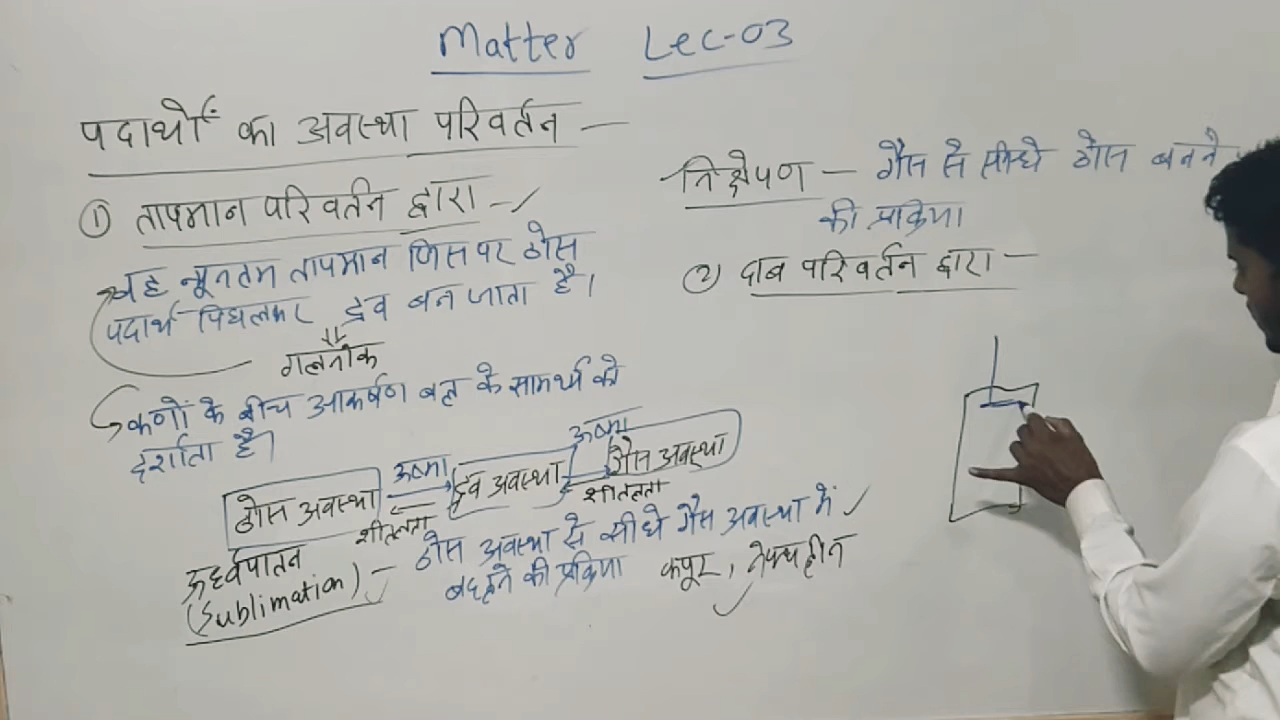 Matter Lec-03
पदार्थों का अवस्था परिवर्तन —
① तापमान परिवर्तन द्वारा -
वह न्यूनतम तापमान जिस पर ठोस
पदार्थ पिघलकर द्रव बन जाता है।
गलनांक
कणों के बीच आकर्षण बल के सामर्थ्य को
दर्शाता है।
ठोस अवस्था ऊष्मा शीतलता द्रव अवस्था ऊष्मा शीतलता गैस अवस्था
ऊर्ध्वपातन
(Sublimation) - ठोस अवस्था से सीधे गैस अवस्था में
बदलने की प्रक्रिया कपूर, नेफ्थलीन
निक्षेपण — गैस से सीधे ठोस बनने
की प्रक्रिया
② दाब परिवर्तन द्वारा —